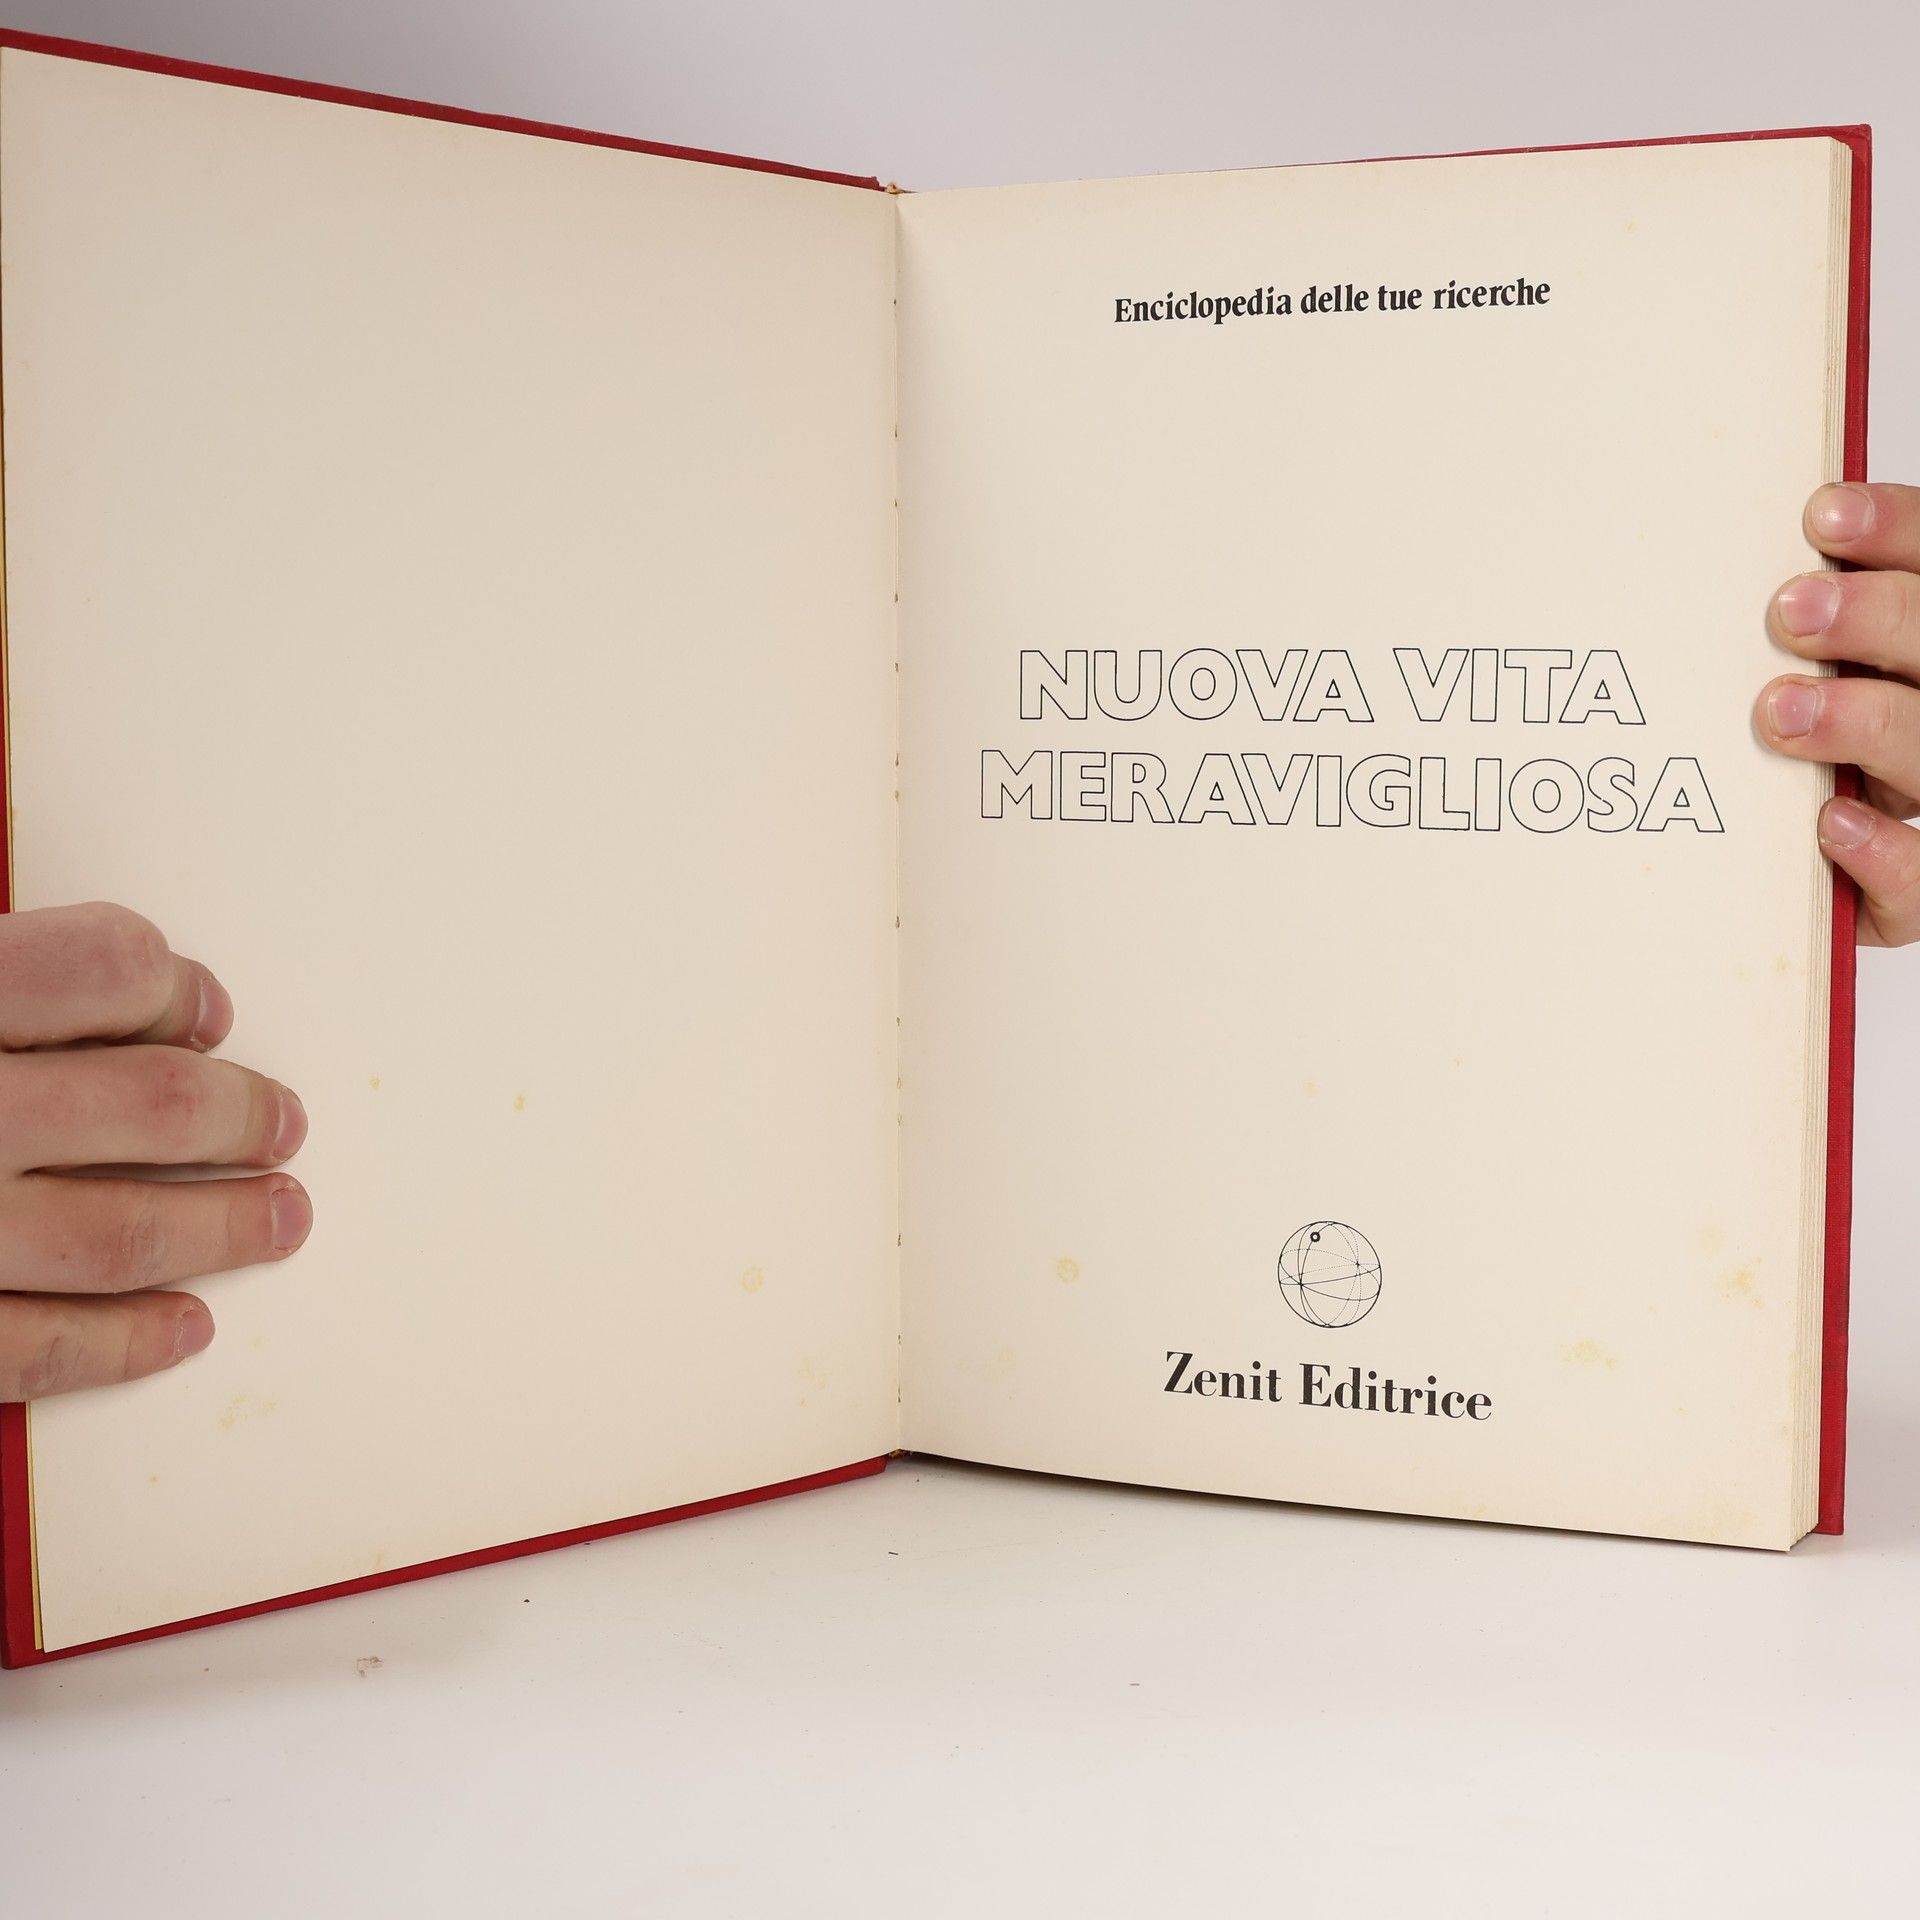 Enciclopedia delle tue ricerche
NUOVA VITA
MERAVIGLIOSA
Zenit Editrice